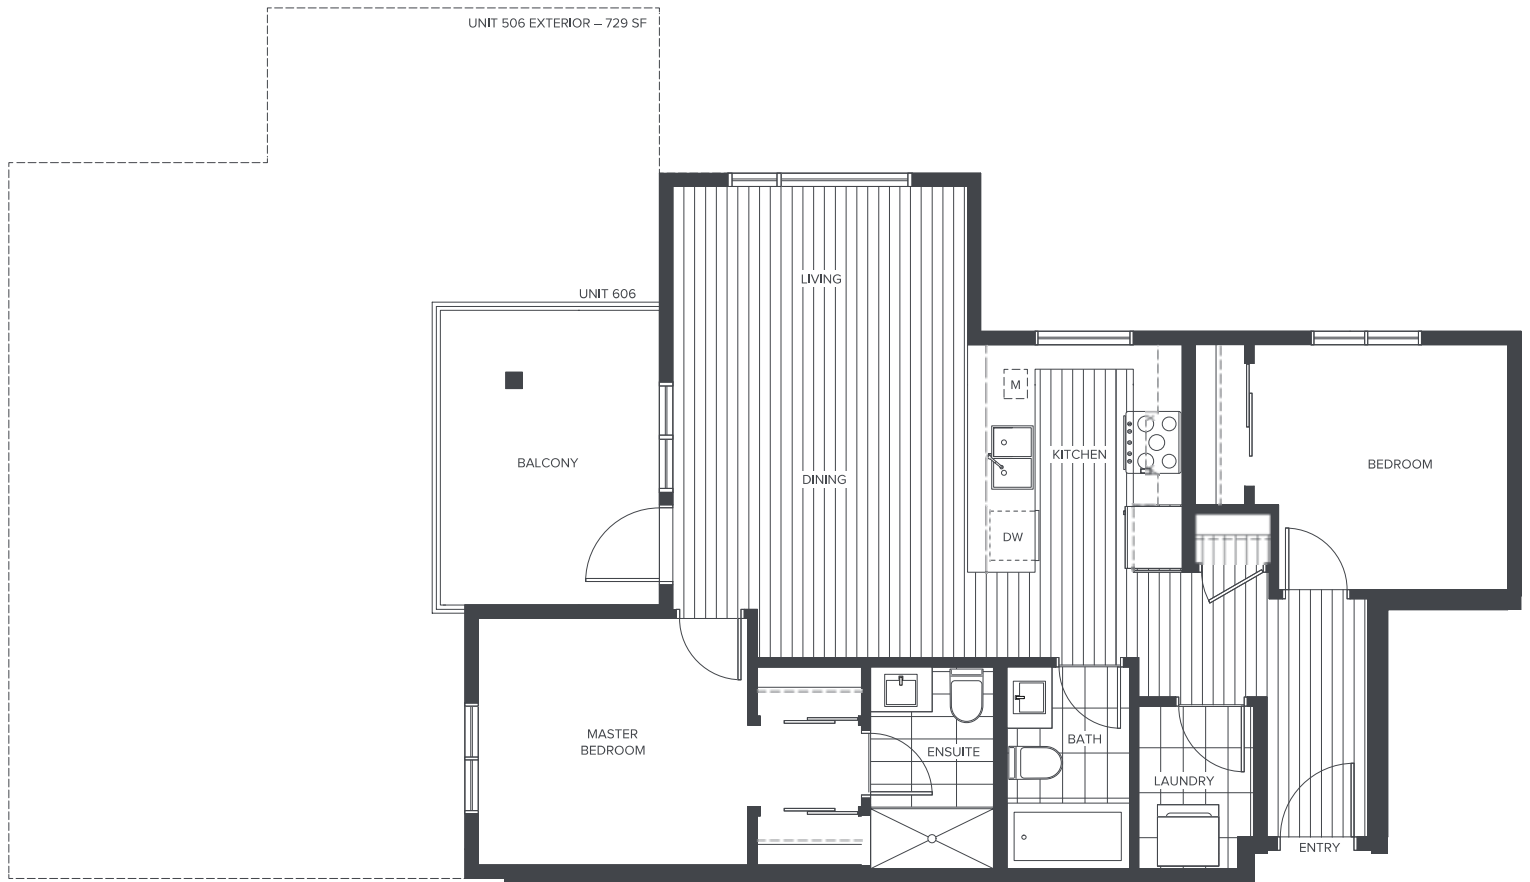 UNIT 506 EXTERIOR – 729 SF
LIVING
UNIT 606
M
KITCHEN
BALCONY
BEDROOM
DINING
DW
MASTER
BEDROOM
ENSUITE
BATH
LAUNDRY
ENTRY